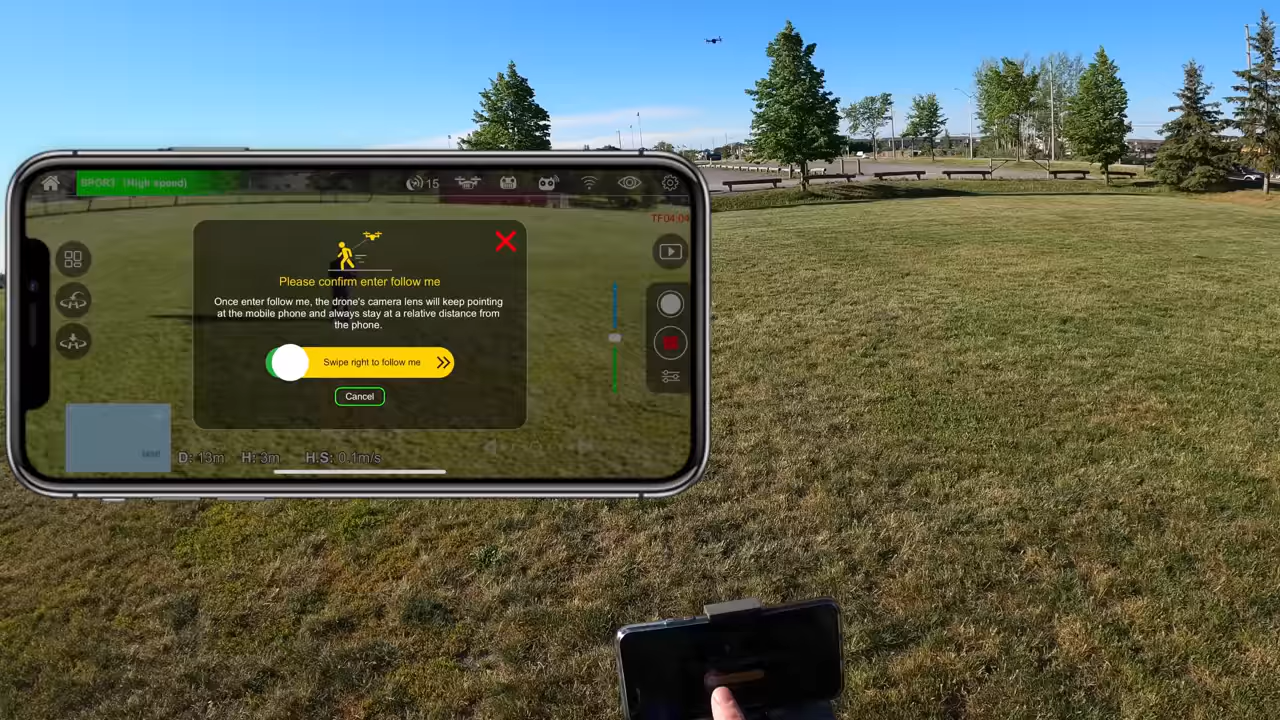 SPORT (High speed)
15
TF04:04
Please confirm enter follow me
Once enter follow me, the drone's camera lens will keep pointing
at the mobile phone and always stay at a relative distance from
the phone.
Swipe right to follow me
Cancel
D: 13m H: 3m H.S: 0.1m/s